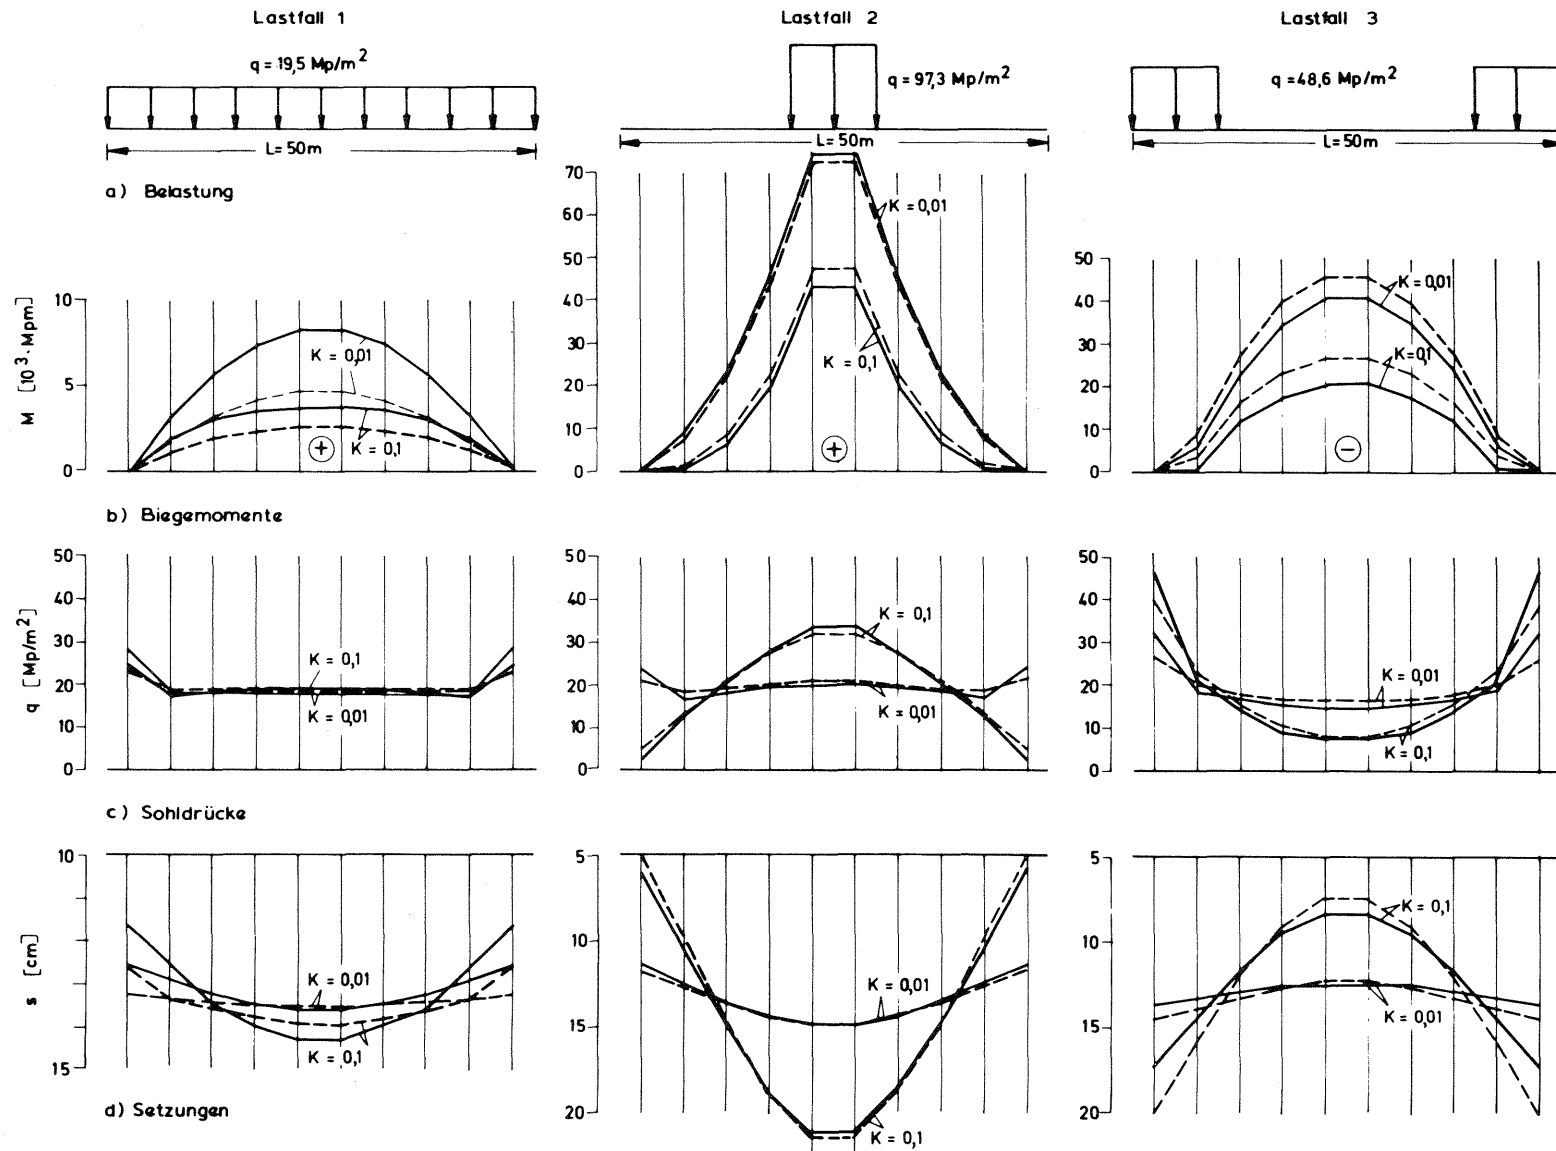 Lastfall 1
Lastfall 2
Lastfall 3
q = 19,5 Mp/m²
q = 97,3 Mp/m²
q = 48,6 Mp/m²
L = 50m
L = 50m
L = 50m
a) Belastung
M [10³·Mpm]
10
5
0
K = 0,01
K = 0,1
+
70
60
50
40
30
20
10
0
K = 0,01
K = 0,1
+
50
40
30
20
10
0
K = 0,01
K = 0,1
−
b) Biegemomente
q [Mp/m²]
50
40
30
20
10
0
K = 0,1
K = 0,01
50
40
30
20
10
0
K = 0,1
K = 0,01
50
40
30
20
10
0
K = 0,01
K = 0,1
c) Sohldrücke
s [cm]
10
15
K = 0,01
K = 0,1
5
10
15
20
K = 0,01
K = 0,1
5
10
15
20
K = 0,1
K = 0,01
d) Setzungen